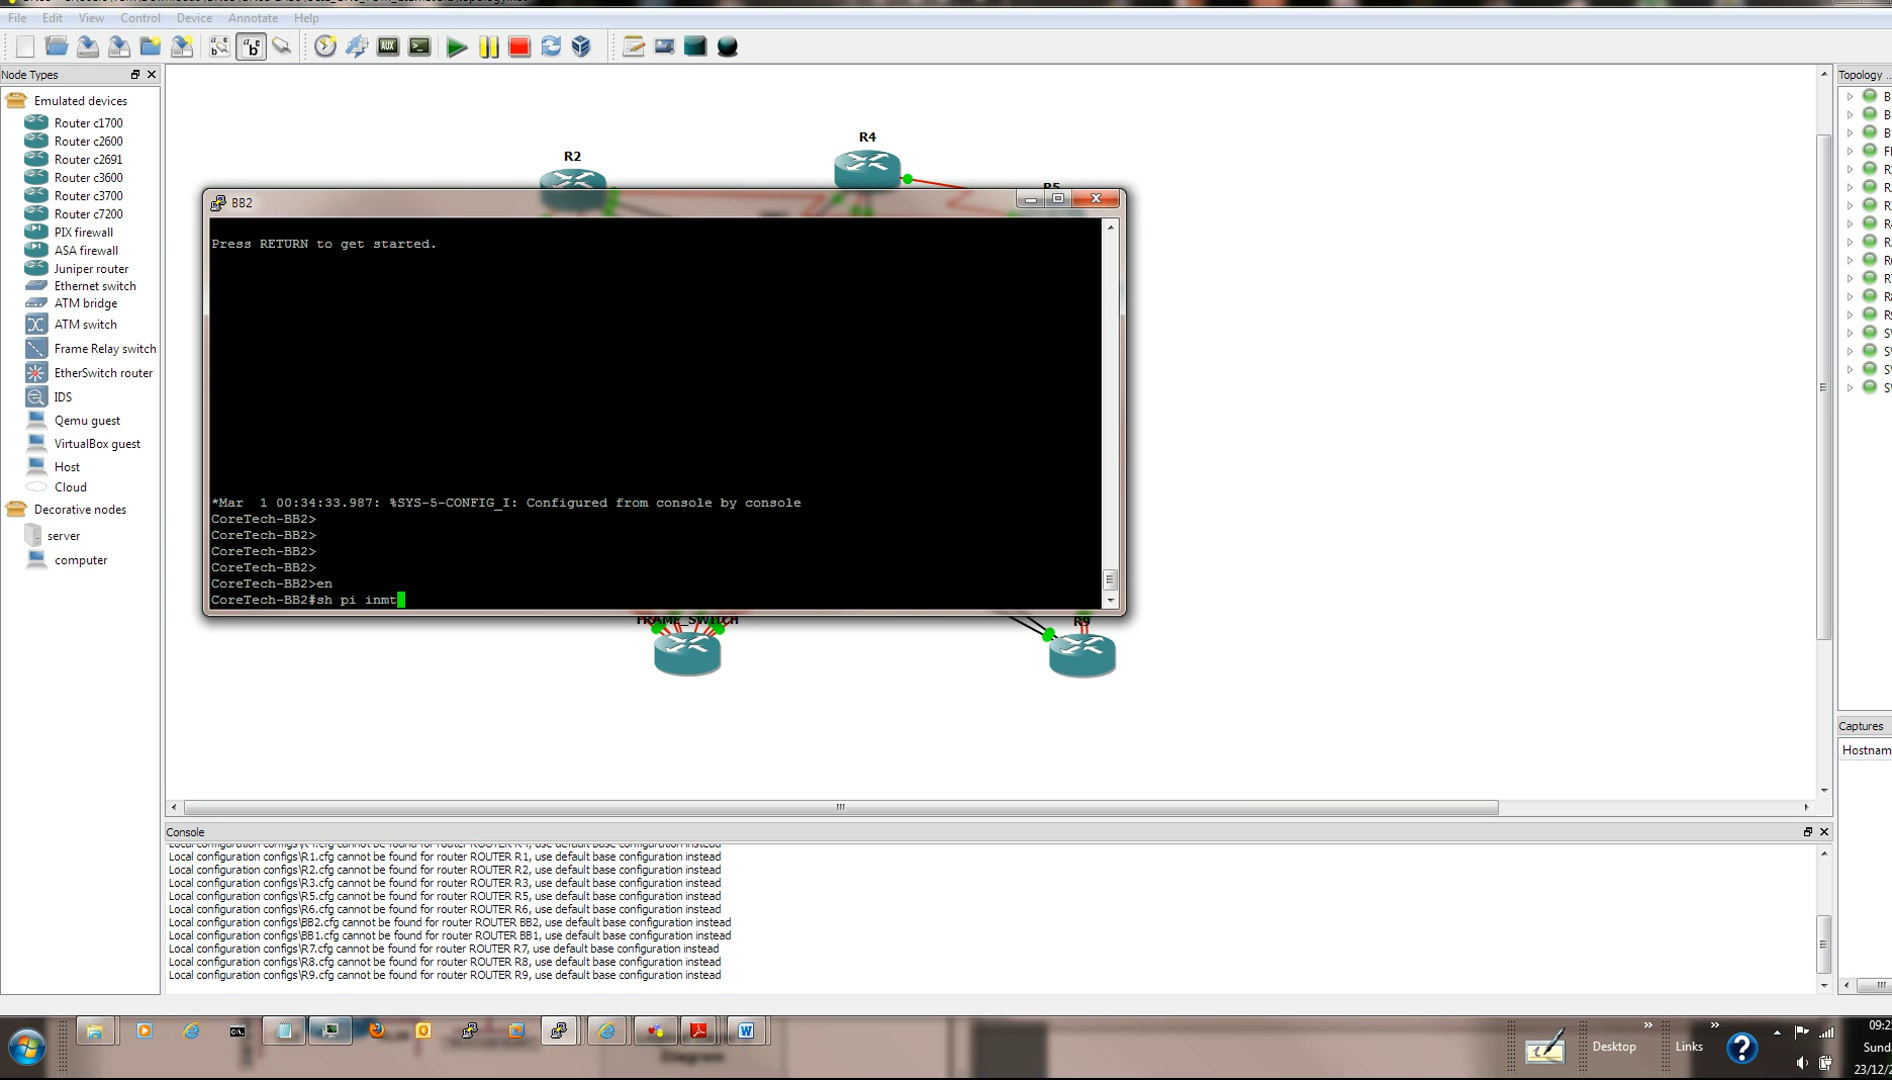 File Edit View Control Device Annotate Help
Node Types
Topology ..
Emulated devices
Router c1700
Router c2600
Router c2691
Router c3600
Router c3700
Router c7200
PIX firewall
ASA firewall
Juniper router
Ethernet switch
ATM bridge
ATM switch
Frame Relay switch
EtherSwitch router
IDS
Qemu guest
VirtualBox guest
Host
Cloud
Decorative nodes
server
computer
R2
R4
R5
BB2
Press RETURN to get started.
*Mar  1 00:34:33.987: %SYS-5-CONFIG_I: Configured from console by console
CoreTech-BB2>
CoreTech-BB2>
CoreTech-BB2>
CoreTech-BB2>
CoreTech-BB2>en
CoreTech-BB2#sh pi inmt
FRAME_SWITCH
R9
Captures
Hostnam
Console
Local configuration configs\R1.cfg cannot be found for router ROUTER R1, use default base configuration instead
Local configuration configs\R2.cfg cannot be found for router ROUTER R2, use default base configuration instead
Local configuration configs\R3.cfg cannot be found for router ROUTER R3, use default base configuration instead
Local configuration configs\R5.cfg cannot be found for router ROUTER R5, use default base configuration instead
Local configuration configs\R6.cfg cannot be found for router ROUTER R6, use default base configuration instead
Local configuration configs\BB2.cfg cannot be found for router ROUTER BB2, use default base configuration instead
Local configuration configs\BB1.cfg cannot be found for router ROUTER BB1, use default base configuration instead
Local configuration configs\R7.cfg cannot be found for router ROUTER R7, use default base configuration instead
Local configuration configs\R8.cfg cannot be found for router ROUTER R8, use default base configuration instead
Local configuration configs\R9.cfg cannot be found for router ROUTER R9, use default base configuration instead
Diagram
Desktop
Links
09:2
Sunda
23/12/2